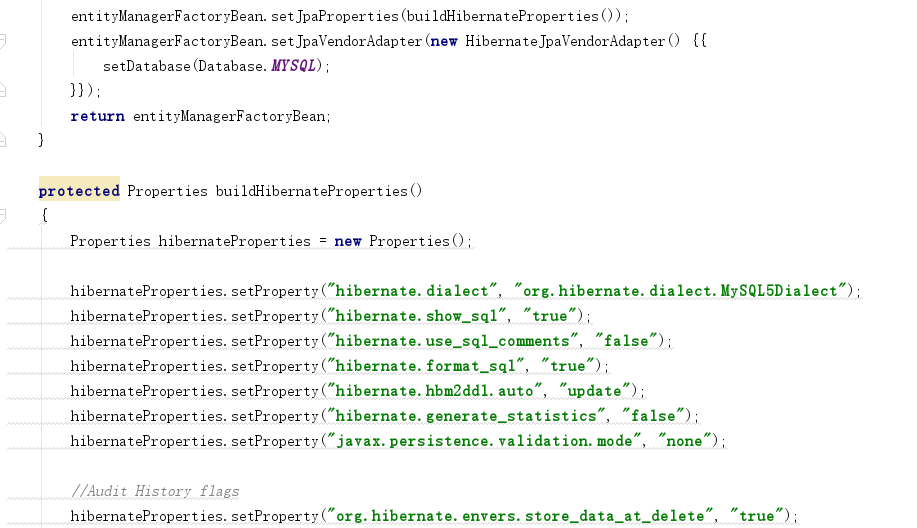 entityManagerFactoryBean.setJpaProperties(buildHibernateProperties());
entityManagerFactoryBean.setJpaVendorAdapter(new HibernateJpaVendorAdapter() {{
setDatabase(Database.MYSQL);
}});
return entityManagerFactoryBean;
}
protected Properties buildHibernateProperties()
{
Properties hibernateProperties = new Properties();
hibernateProperties.setProperty("hibernate.dialect", "org.hibernate.dialect.MySQL5Dialect");
hibernateProperties.setProperty("hibernate.show_sql", "true");
hibernateProperties.setProperty("hibernate.use_sql_comments", "false");
hibernateProperties.setProperty("hibernate.format_sql", "true");
hibernateProperties.setProperty("hibernate.hbm2ddl.auto", "update");
hibernateProperties.setProperty("hibernate.generate_statistics", "false");
hibernateProperties.setProperty("javax.persistence.validation.mode", "none");
//Audit History flags
hibernateProperties.setProperty("org.hibernate.envers.store_data_at_delete", "true");